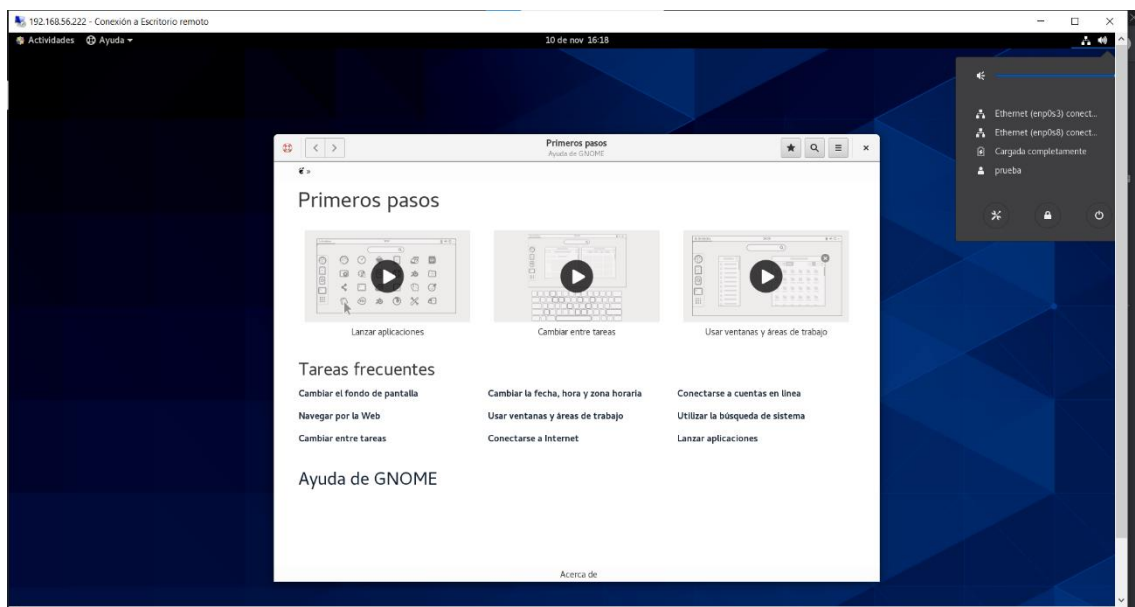 192.168.56.222 - Conexión a Escritorio remoto
Actividades Ayuda
10 de nov 16:18
Primeros pasos
Ayuda de GNOME
Ethernet (enp0s3) conect...
Ethernet (enp0s8) conect...
Cargada completamente
prueba
Primeros pasos
Lanzar aplicaciones
Cambiar entre tareas
Usar ventanas y áreas de trabajo
Tareas frecuentes
Cambiar el fondo de pantalla
Cambiar la fecha, hora y zona horaria
Conectarse a cuentas en línea
Navegar por la Web
Usar ventanas y áreas de trabajo
Utilizar la búsqueda de sistema
Cambiar entre tareas
Conectarse a Internet
Lanzar aplicaciones
Ayuda de GNOME
Acerca de